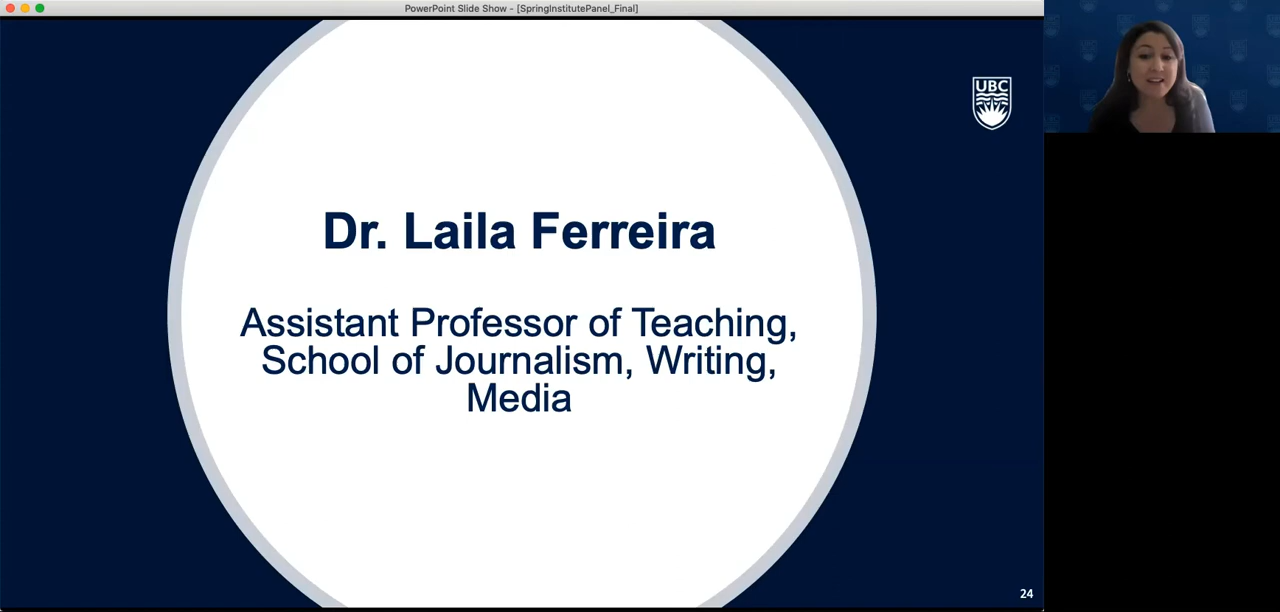 PowerPoint Slide Show - [SpringInstitutePanel_Final]
UBC
Dr. Laila Ferreira
Assistant Professor of Teaching,
School of Journalism, Writing,
Media
24